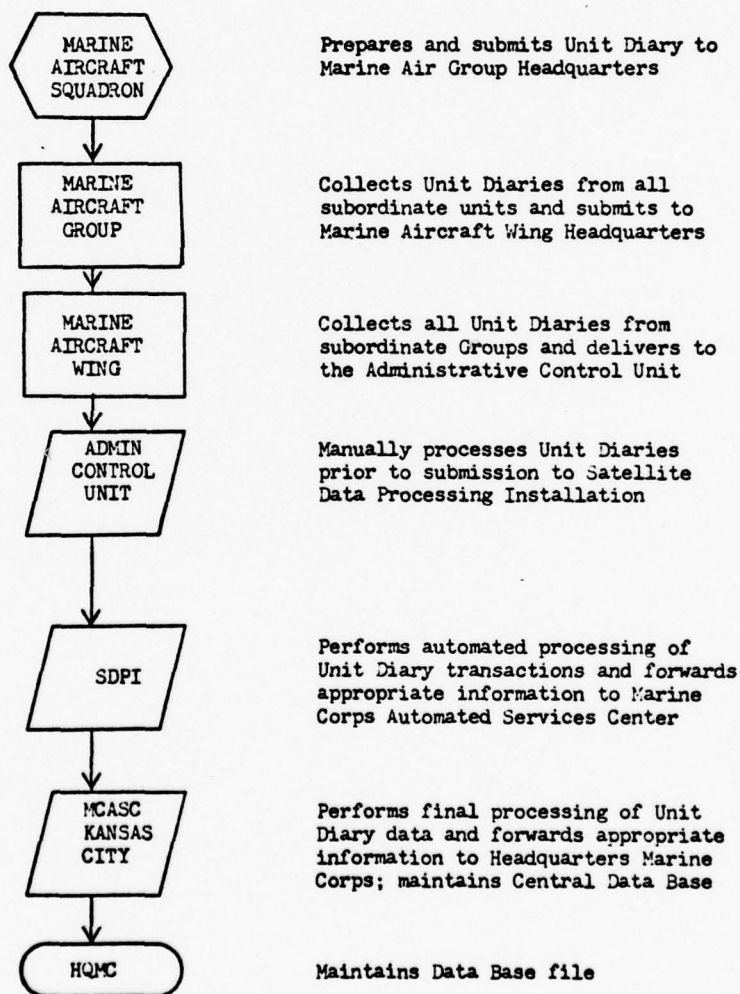 MARINE
AIRCRAFT
SQUADRON
Prepares and submits Unit Diary to
Marine Air Group Headquarters
MARINE
AIRCRAFT
GROUP
Collects Unit Diaries from all
subordinate units and submits to
Marine Aircraft Wing Headquarters
MARINE
AIRCRAFT
WING
Collects all Unit Diaries from
subordinate Groups and delivers to
the Administrative Control Unit
ADMIN
CONTROL
UNIT
Manually processes Unit Diaries
prior to submission to Satellite
Data Processing Installation
SDPI
Performs automated processing of
Unit Diary transactions and forwards
appropriate information to Marine
Corps Automated Services Center
MCASC
KANSAS
CITY
Performs final processing of Unit
Diary data and forwards appropriate
information to Headquarters Marine
Corps; maintains Central Data Base
HQMC
Maintains Data Base file